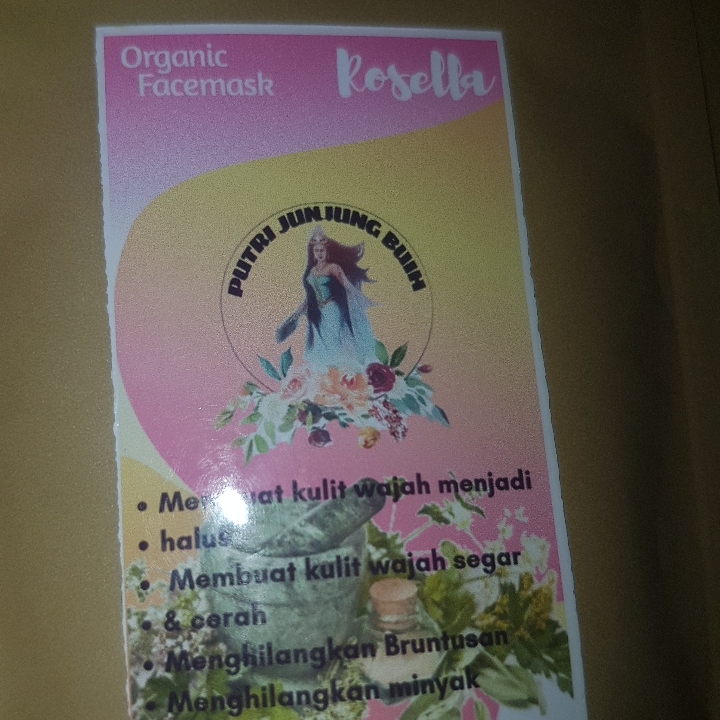 Organic
Facemask
Rosella
PUTRI JUNJUNG BUIH
• Membuat kulit wajah menjadi
• halus
• Membuat kulit wajah segar
• & cerah
• Menghilangkan Bruntusan
• Menghilangkan minyak